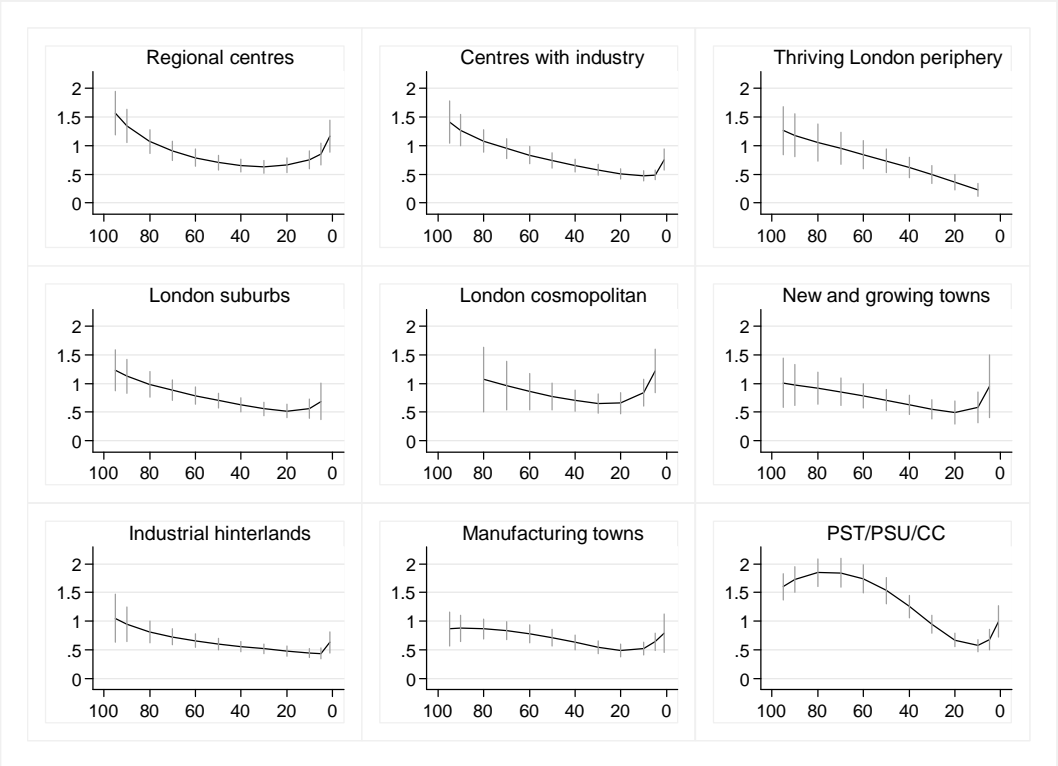 Regional centres
2
1.5
1
.5
0
100 80 60 40 20 0
Centres with industry
2
1.5
1
.5
0
100 80 60 40 20 0
Thriving London periphery
2
1.5
1
.5
0
100 80 60 40 20 0
London suburbs
2
1.5
1
.5
0
100 80 60 40 20 0
London cosmopolitan
2
1.5
1
.5
0
100 80 60 40 20 0
New and growing towns
2
1.5
1
.5
0
100 80 60 40 20 0
Industrial hinterlands
2
1.5
1
.5
0
100 80 60 40 20 0
Manufacturing towns
2
1.5
1
.5
0
100 80 60 40 20 0
PST/PSU/CC
2
1.5
1
.5
0
100 80 60 40 20 0